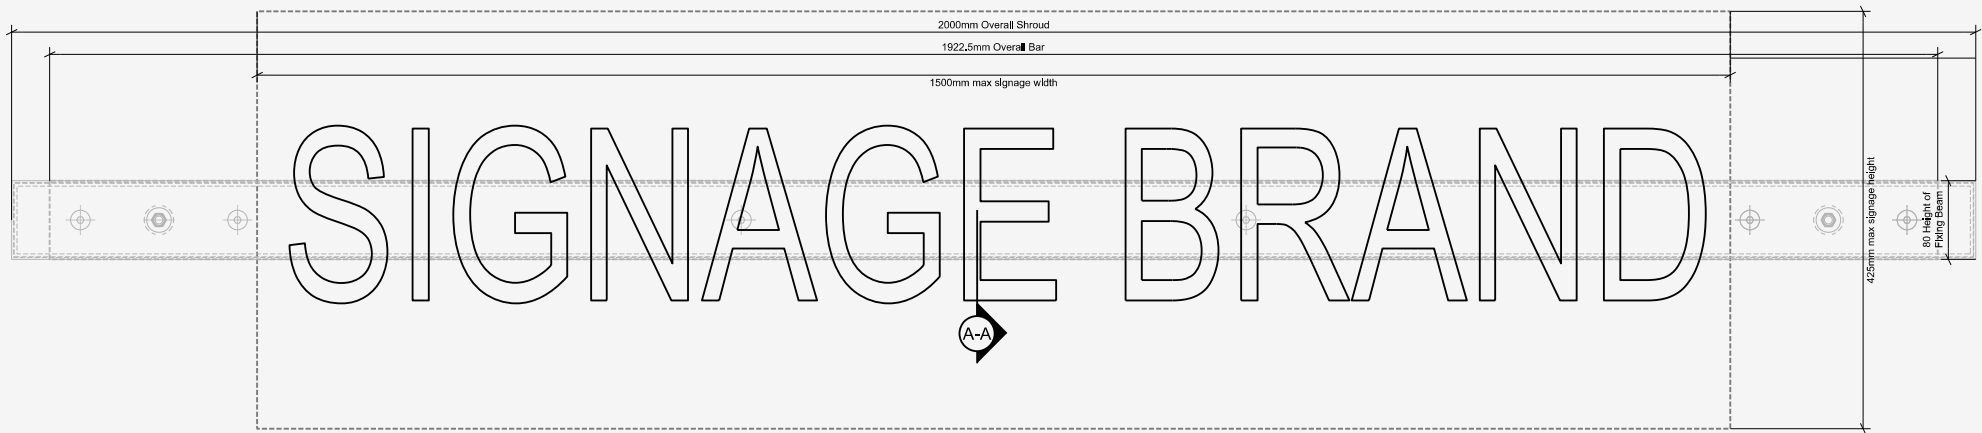 2000mm Overall Shroud
1922.5mm Overall Bar
1500mm max signage width
SIGNAGE BRAND
425mm max signage height
80 Height of
Fixing Beam
A-A